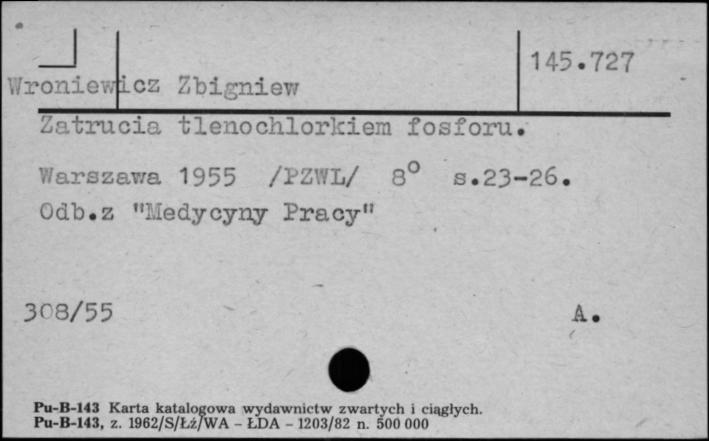 145.727
Wroniewicz Zbigniew
Zatrucia tlenochlorkiem fosforu.
Warszawa 1955 /PZWL/ 8° s.23-26.
Odb.z "Medycyny Pracy"
308/55 A.
Pu-B-143 Karta katalogowa wydawnictw zwartych i ciągłych.
Pu-B-143, z. 1962/S/Łź/WA - ŁDA - 1203/82 n. 500 000